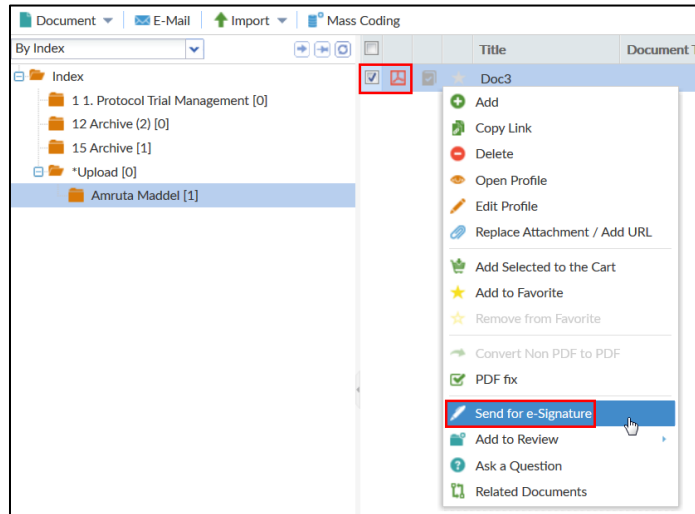 Document E-Mail Import Mass Coding
By Index
Title Document T
Index
1 1. Protocol Trial Management [0]
12 Archive (2) [0]
15 Archive [1]
*Upload [0]
Amruta Maddel [1]
Doc3
Add
Copy Link
Delete
Open Profile
Edit Profile
Replace Attachment / Add URL
Add Selected to the Cart
Add to Favorite
Remove from Favorite
Convert Non PDF to PDF
PDF fix
Send for e-Signature
Add to Review
Ask a Question
Related Documents